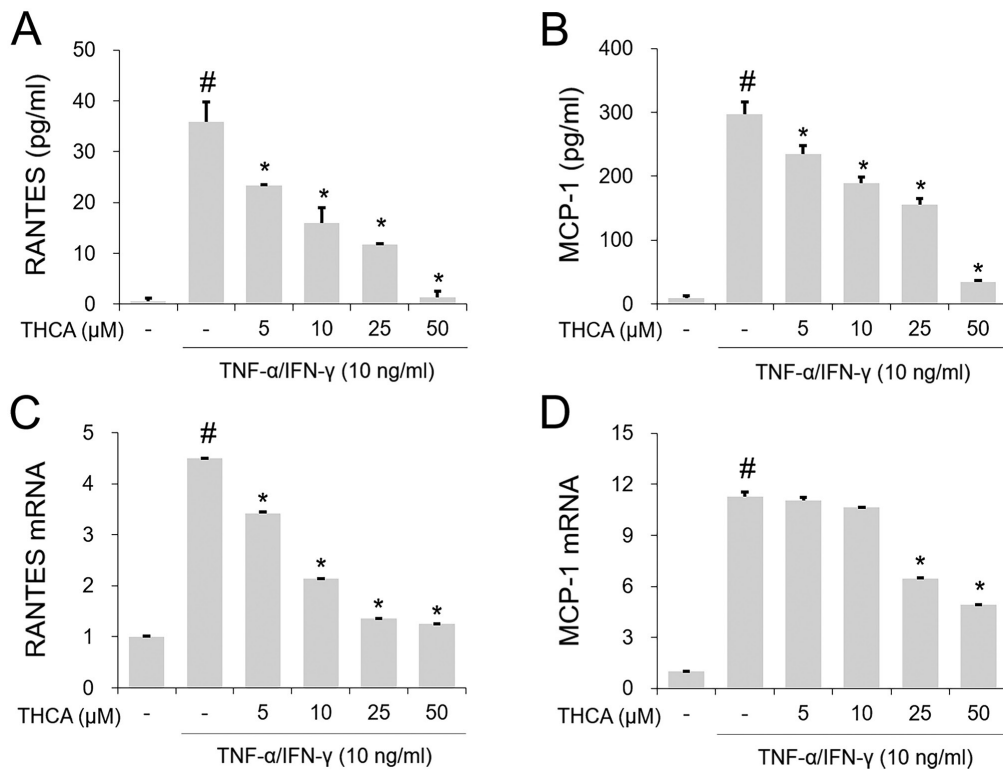 A
RANTES (pg/ml)
50
40
30
20
10
0
#
*
*
*
*
THCA (μM) - - 5 10 25 50
TNF-α/IFN-γ (10 ng/ml)
B
MCP-1 (pg/ml)
400
300
200
100
0
#
*
*
*
*
THCA (μM) - - 5 10 25 50
TNF-α/IFN-γ (10 ng/ml)
C
RANTES mRNA
5
4
3
2
1
0
#
*
*
*
*
THCA (μM) - - 5 10 25 50
TNF-α/IFN-γ (10 ng/ml)
D
MCP-1 mRNA
15
12
9
6
3
0
#
*
*
THCA (μM) - - 5 10 25 50
TNF-α/IFN-γ (10 ng/ml)